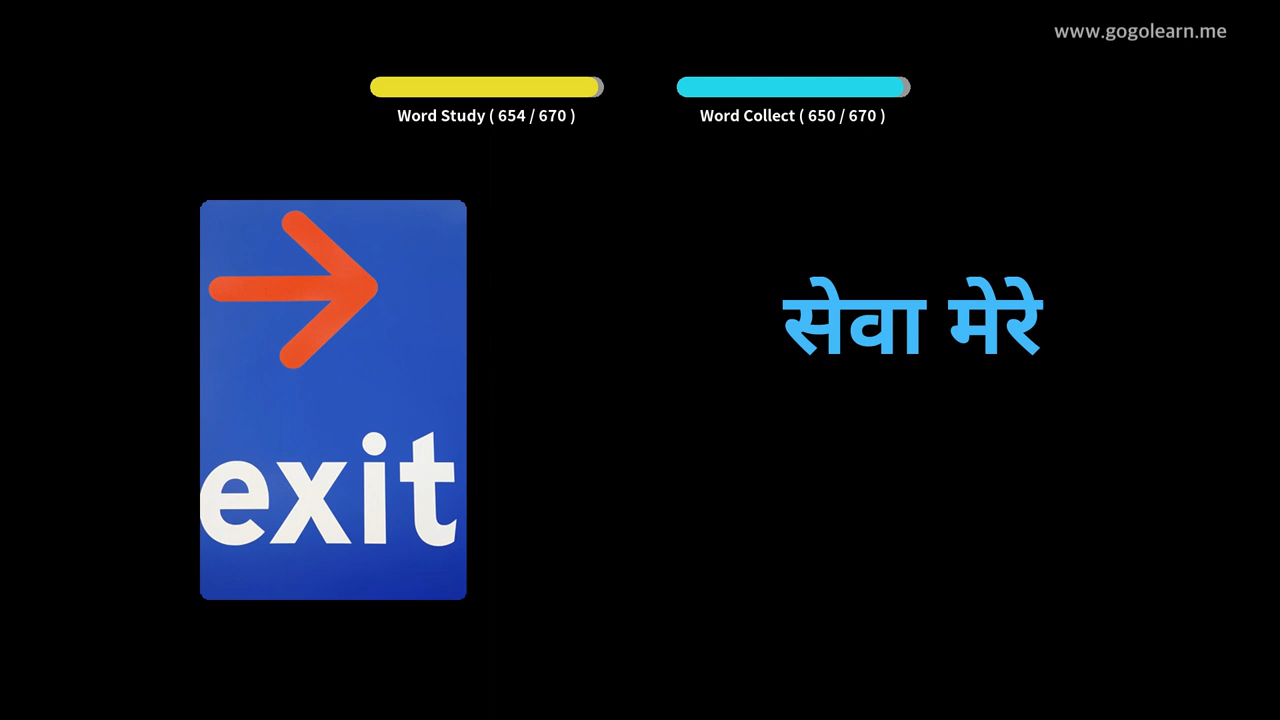 www.gogolearn.me
Word Study ( 654 / 670 )
Word Collect ( 650 / 670 )
सेवा मेरे
exit